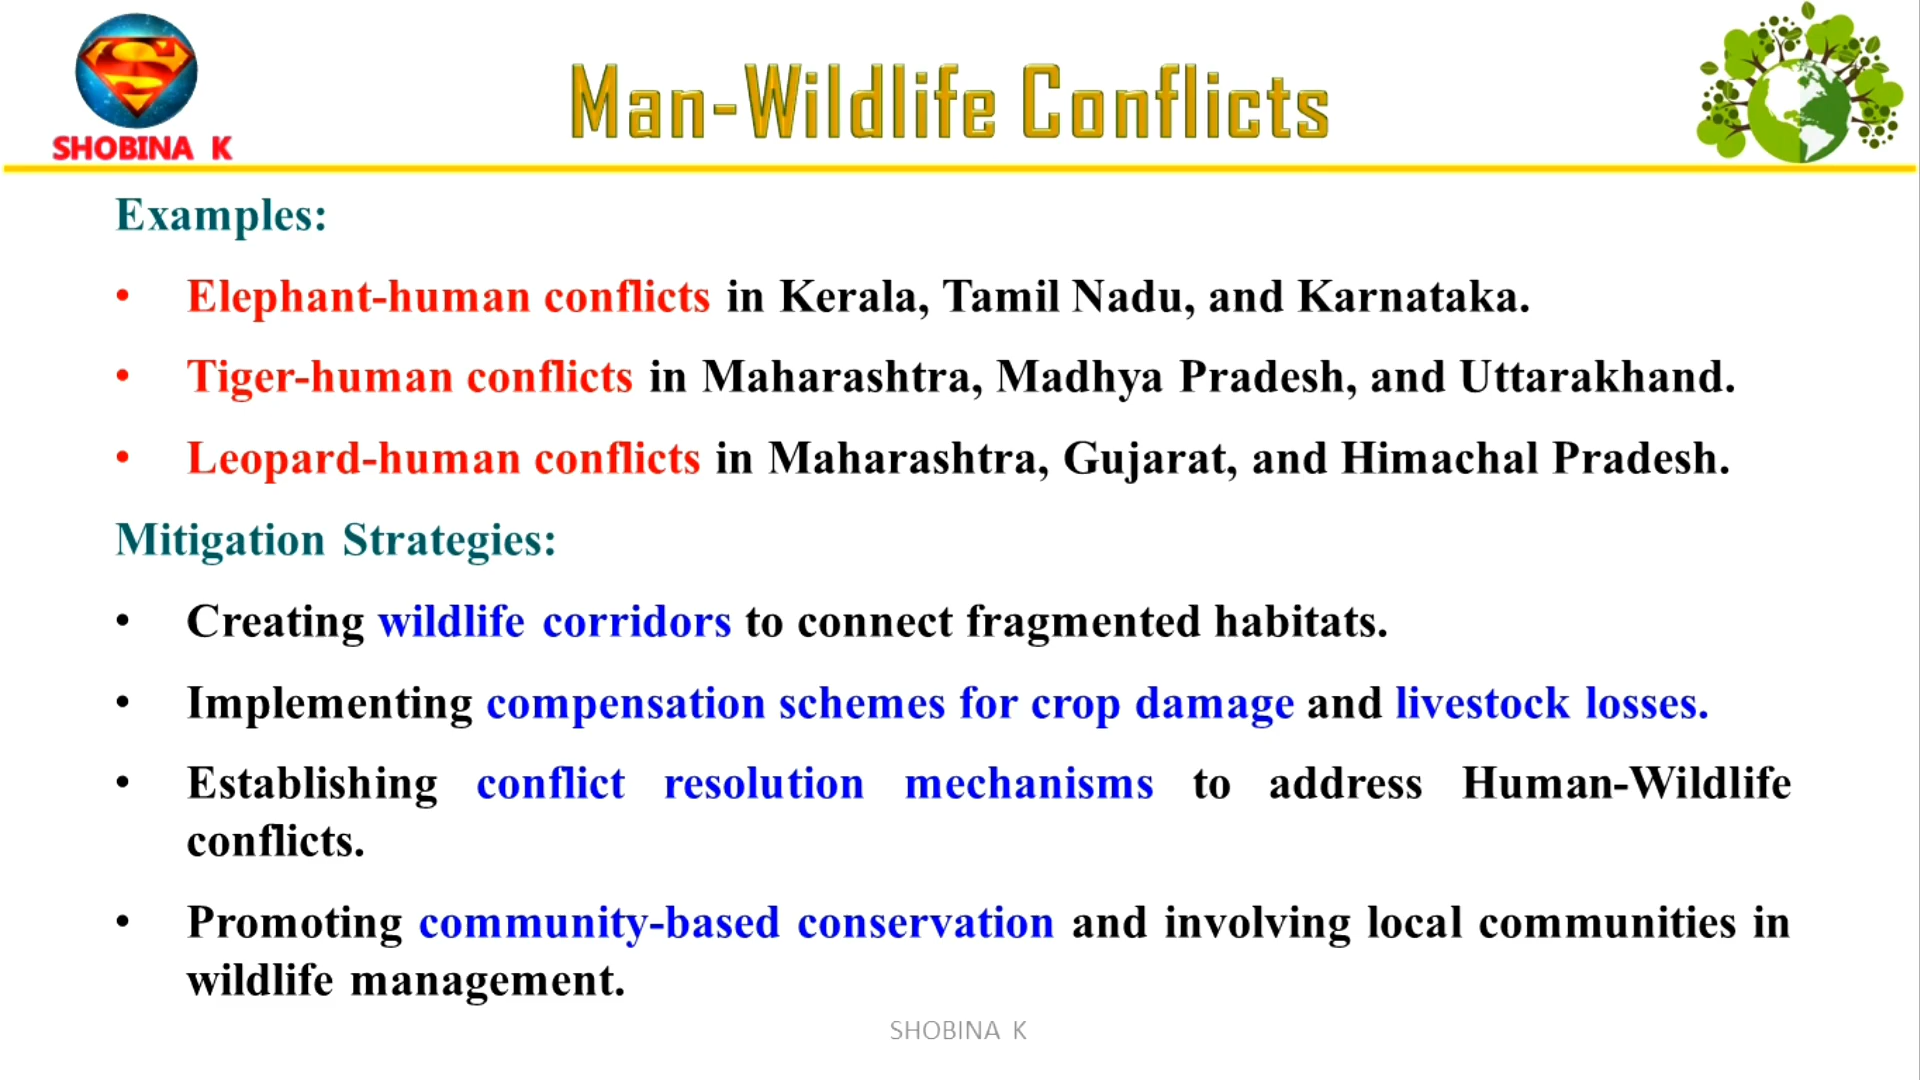 SHOBINA K
Man-Wildlife Conflicts
Examples:
• Elephant-human conflicts in Kerala, Tamil Nadu, and Karnataka.
• Tiger-human conflicts in Maharashtra, Madhya Pradesh, and Uttarakhand.
• Leopard-human conflicts in Maharashtra, Gujarat, and Himachal Pradesh.
Mitigation Strategies:
• Creating wildlife corridors to connect fragmented habitats.
• Implementing compensation schemes for crop damage and livestock losses.
• Establishing conflict resolution mechanisms to address Human-Wildlife
conflicts.
• Promoting community-based conservation and involving local communities in
wildlife management.
SHOBINA K